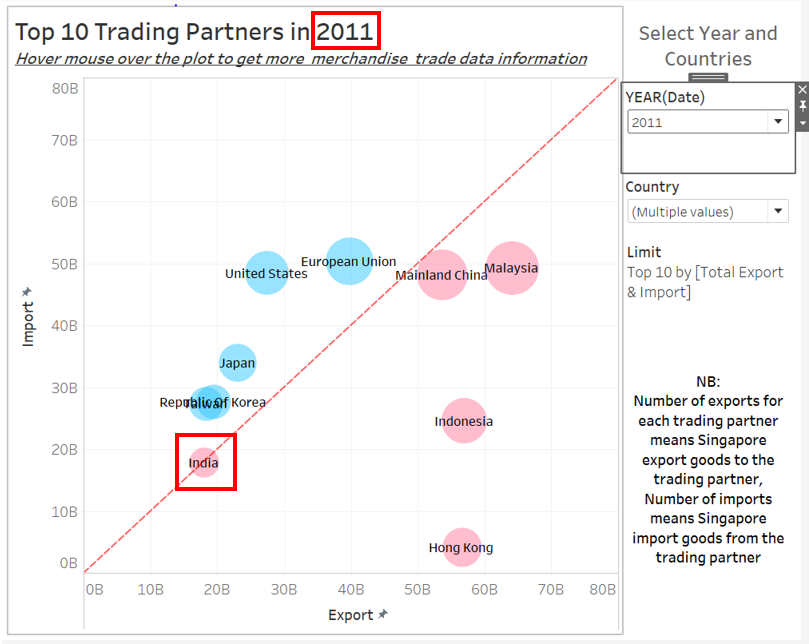 Top 10 Trading Partners in 2011
Hover mouse over the plot to get more merchandise trade data information
80B
70B
60B
50B
40B
30B
20B
10B
0B
Import
United States
European Union
Mainland China
Malaysia
Japan
Republic Of Korea
Taiwan
Indonesia
India
Hong Kong
0B
10B
20B
30B
40B
50B
60B
70B
80B
Export
Select Year and
Countries
YEAR(Date)
2011
Country
(Multiple values)
Limit
Top 10 by [Total Export
& Import]
NB:
Number of exports for
each trading partner
means Singapore
export goods to the
trading partner,
Number of imports
means Singapore
import goods from the
trading partner